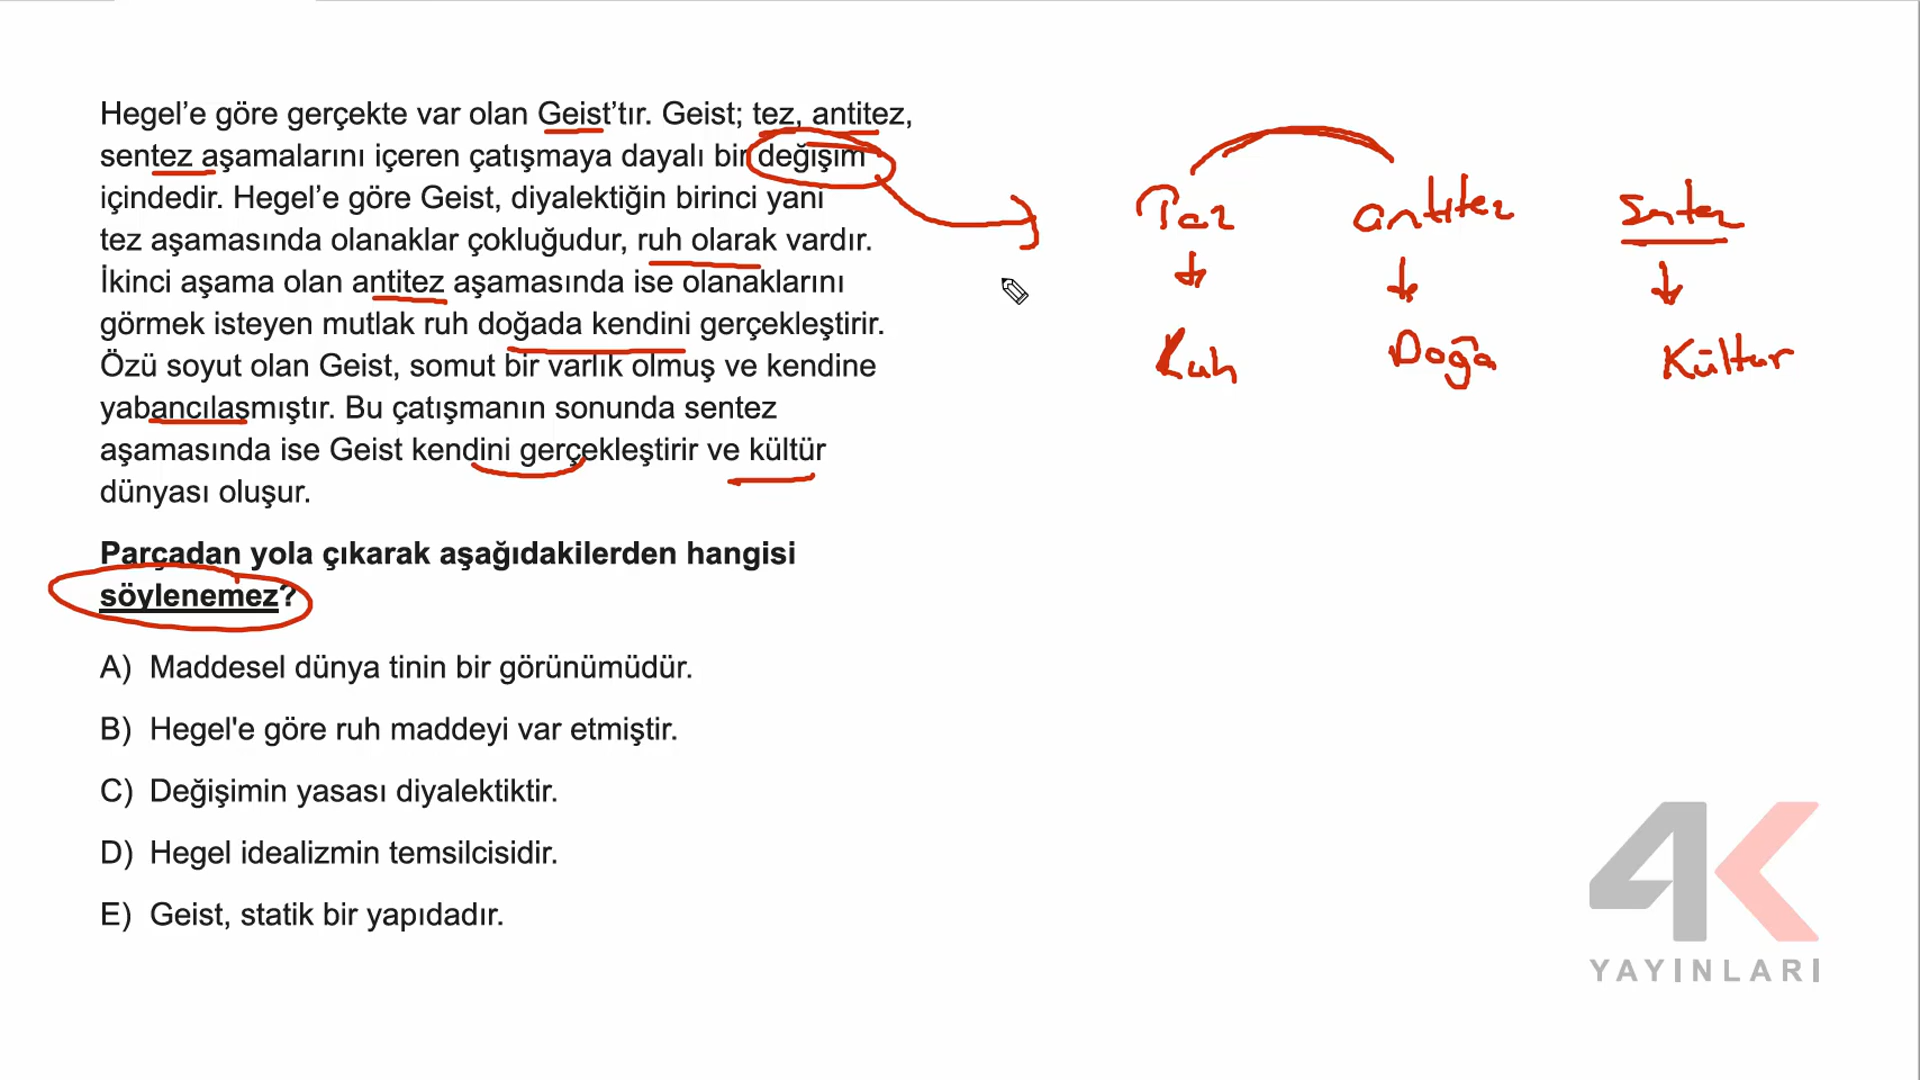 Hegel’e göre gerçekte var olan Geist’tır. Geist; tez, antitez,
sentez aşamalarını içeren çatışmaya dayalı bir değişim
içindedir. Hegel’e göre Geist, diyalektiğin birinci yani
tez aşamasında olanaklar çokluğudur, ruh olarak vardır.
İkinci aşama olan antitez aşamasında ise olanaklarını
görmek isteyen mutlak ruh doğada kendini gerçekleştirir.
Özü soyut olan Geist, somut bir varlık olmuş ve kendine
yabancılaşmıştır. Bu çatışmanın sonunda sentez
aşamasında ise Geist kendini gerçekleştirir ve kültür
dünyası oluşur.
Parçadan yola çıkarak aşağıdakilerden hangisi
söylenemez?
A) Maddesel dünya tinin bir görünümüdür.
B) Hegel'e göre ruh maddeyi var etmiştir.
C) Değişimin yasası diyalektiktir.
D) Hegel idealizmin temsilcisidir.
E) Geist, statik bir yapıdadır.
Tez antitez Sentez
Ruh Doğa Kültür
4K
YAYINLARI